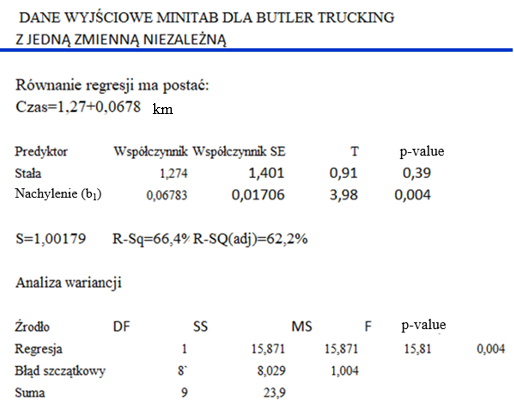 DANE WYJŚCIOWE MINITAB DLA BUTLER TRUCKING
Z JEDNĄ ZMIENNĄ NIEZALEŻNĄ
Równanie regresji ma postać:
Czas=1,27+0,0678 km
Predyktor Współczynnik Współczynnik SE T p-value
Stała 1,274 1,401 0,91 0,39
Nachylenie (b₁) 0,06783 0,01706 3,98 0,004
S=1,00179 R-Sq=66,4% R-SQ(adj)=62,2%
Analiza wariancji
Źrodło DF SS MS F p-value
Regresja 1 15,871 15,871 15,81 0,004
Błąd szczątkowy 8` 8,029 1,004
Suma 9 23,9